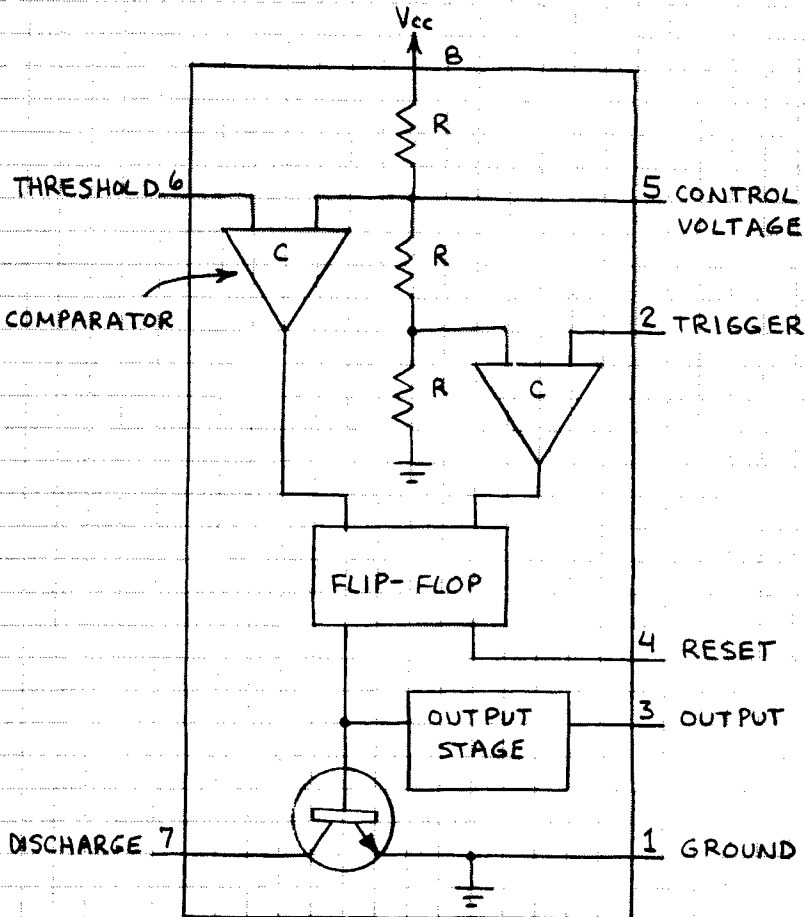 Vcc
8
R
THRESHOLD 6
5 CONTROL
VOLTAGE
C
R
COMPARATOR
2 TRIGGER
R
C
FLIP-FLOP
4 RESET
OUTPUT
STAGE
3 OUTPUT
DISCHARGE 7
1 GROUND